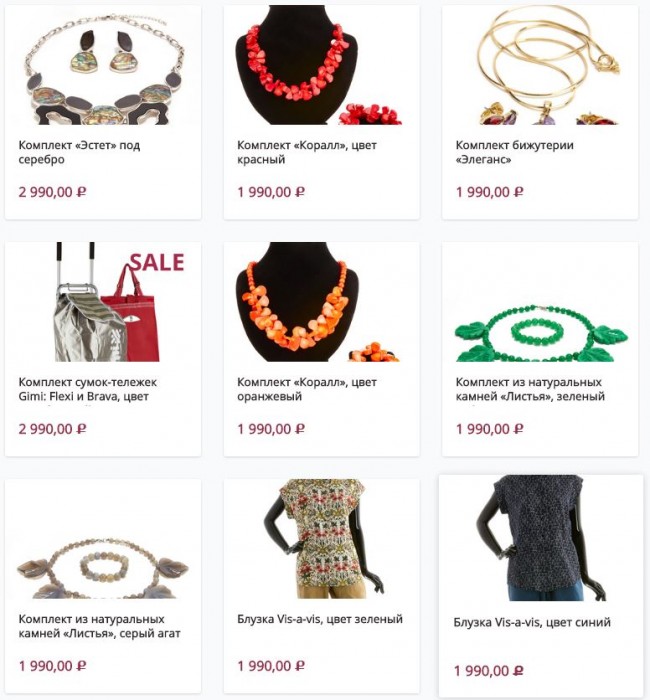 Комплект «Эстет» под
серебро
2 990,00 ₽
Комплект «Коралл», цвет
красный
1 990,00 ₽
Комплект бижутерии
«Элеганс»
1 990,00 ₽
SALE
Комплект сумок-тележек
Gimi: Flexi и Brava, цвет
2 990,00 ₽
Комплект «Коралл», цвет
оранжевый
1 990,00 ₽
Комплект из натуральных
камней «Листья», зеленый
1 990,00 ₽
Комплект из натуральных
камней «Листья», серый агат
1 990,00 ₽
Блузка Vis-a-vis, цвет зеленый
1 990,00 ₽
Блузка Vis-a-vis, цвет синий
1 990,00 ₽